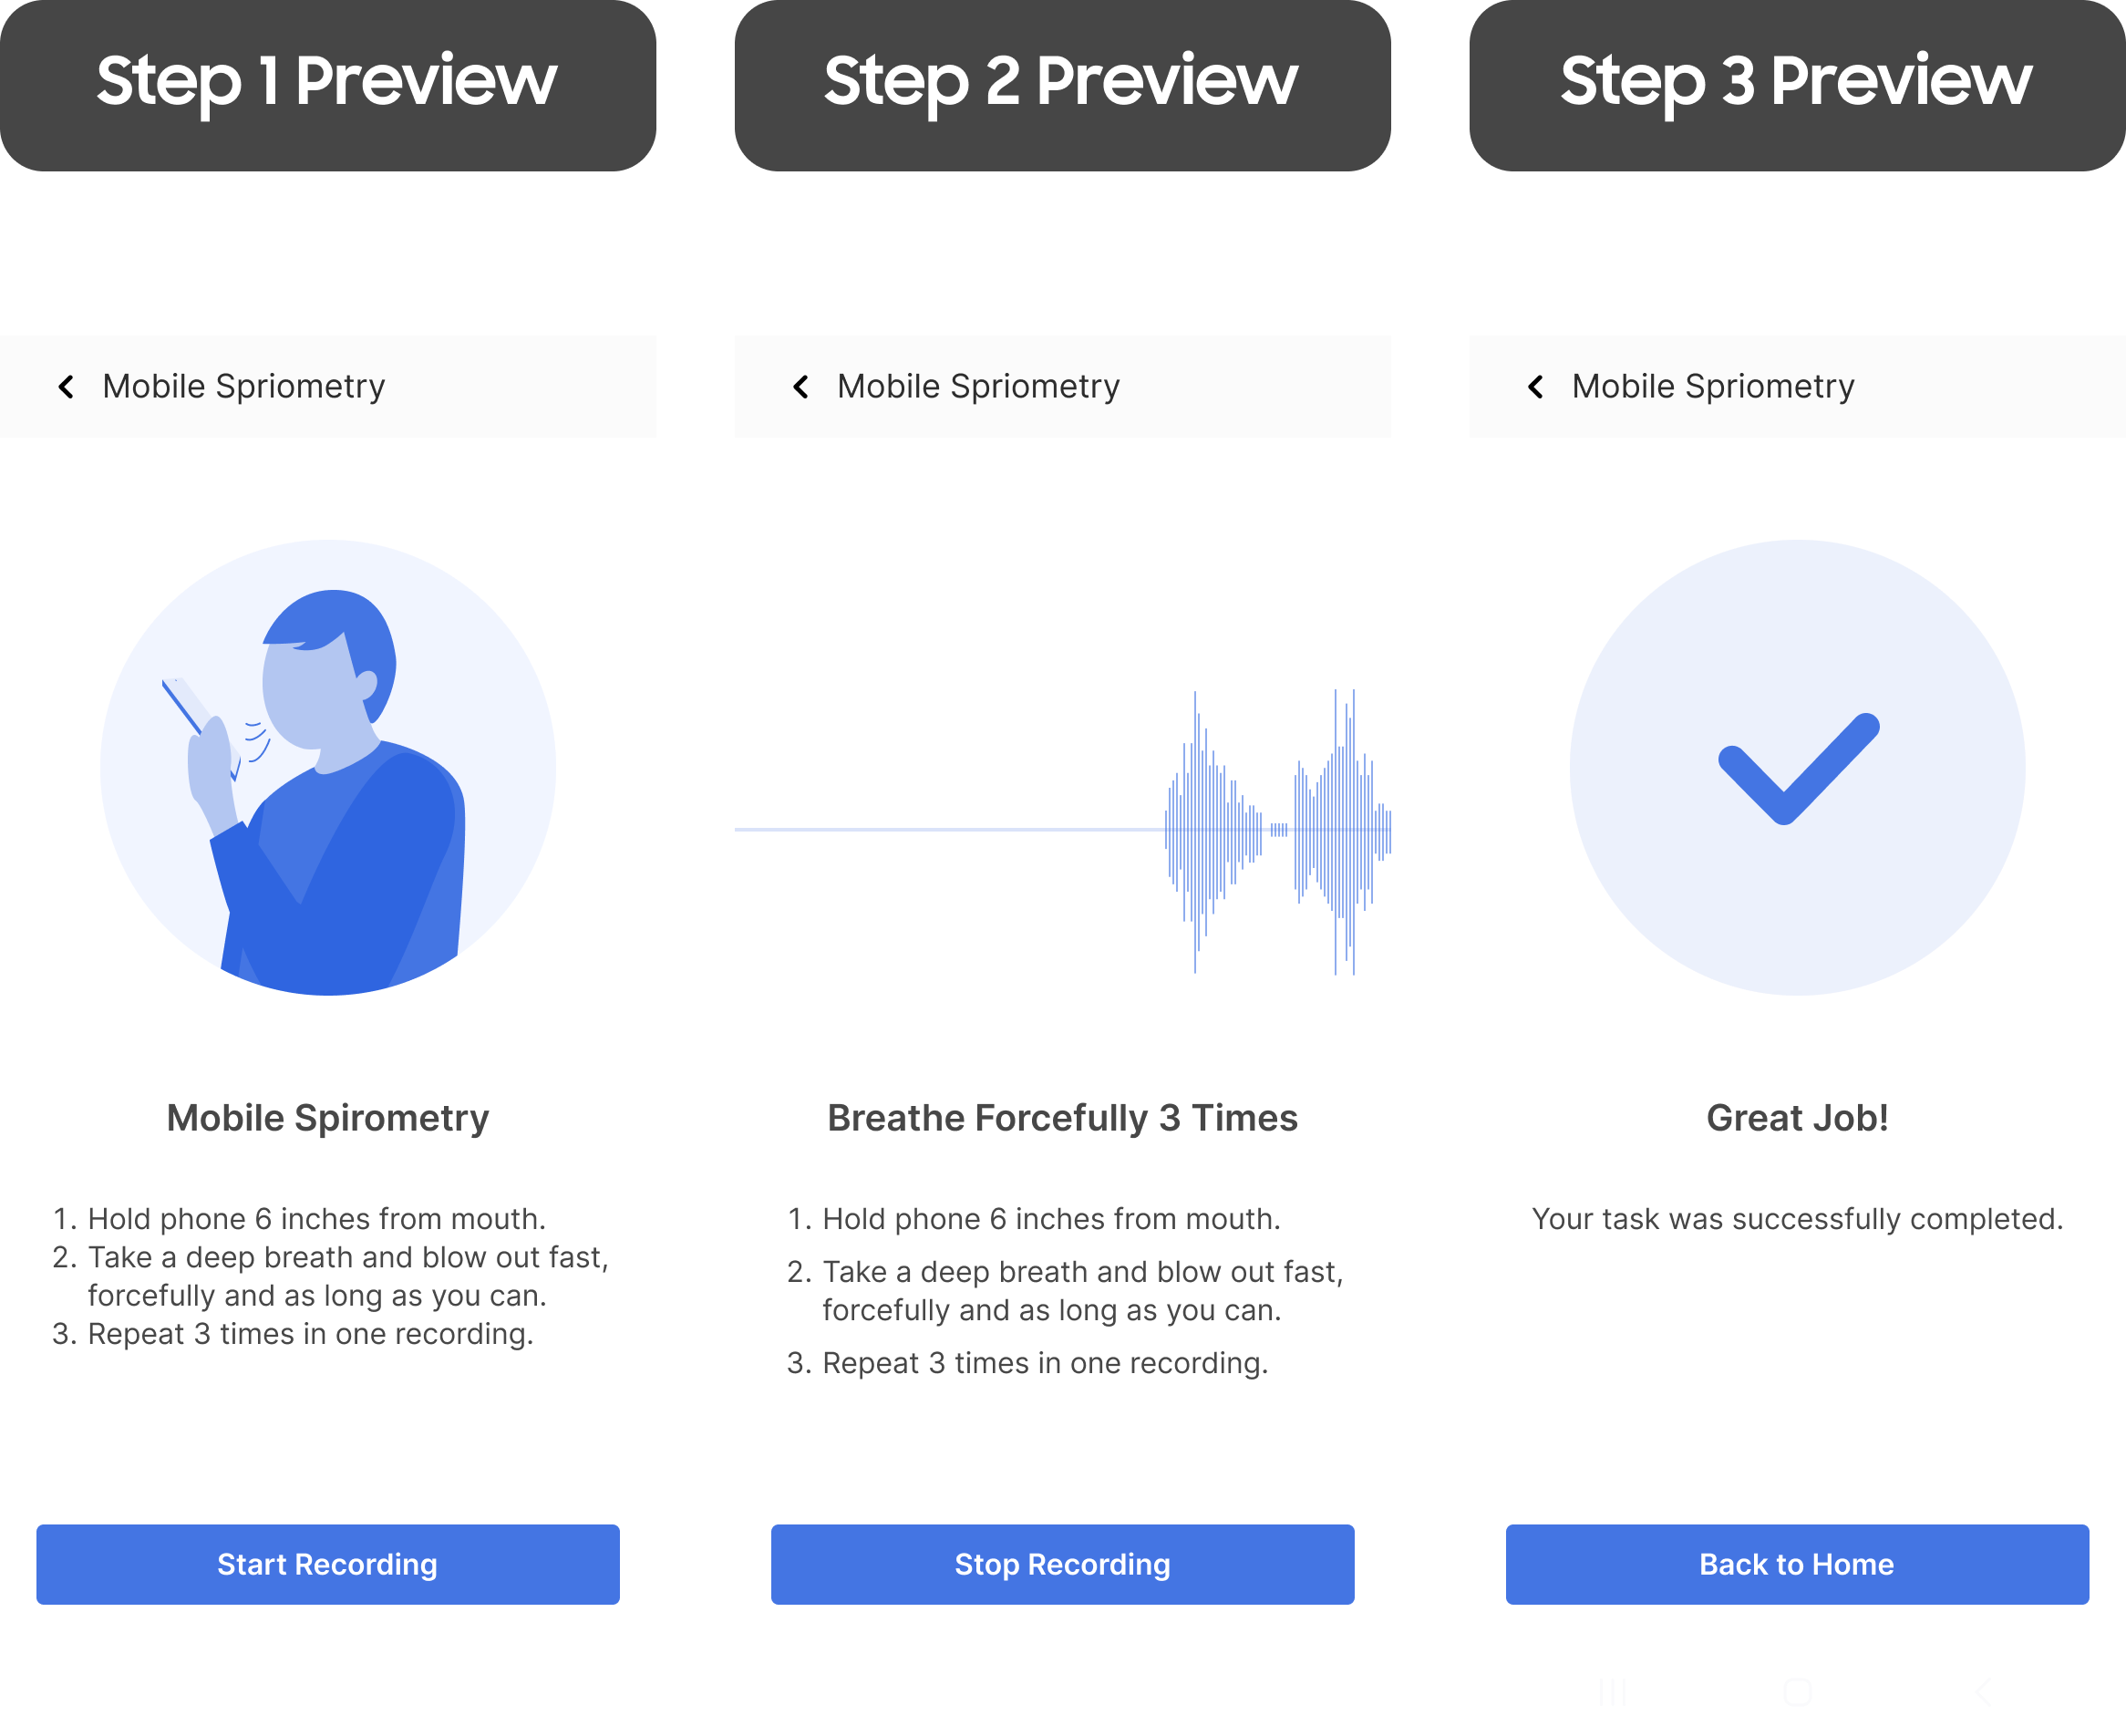 Step 1 Preview
Mobile Spriometry
Mobile Spirometry
1. Hold phone 6 inches from mouth.
2. Take a deep breath and blow out fast,
forcefully and as long as you can.
3. Repeat 3 times in one recording.
Start Recording
Step 2 Preview
Mobile Spriometry
Breathe Forcefully 3 Times
1. Hold phone 6 inches from mouth.
2. Take a deep breath and blow out fast,
forcefully and as long as you can.
3. Repeat 3 times in one recording.
Stop Recording
Step 3 Preview
Mobile Spriometry
Great Job!
Your task was successfully completed.
Back to Home